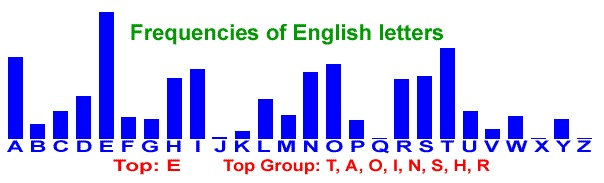 Frequencies of English letters
A B C D E F G H I J K L M N O P Q R S T U V W X Y Z
Top: E Top Group: T, A, O, I, N, S, H, R